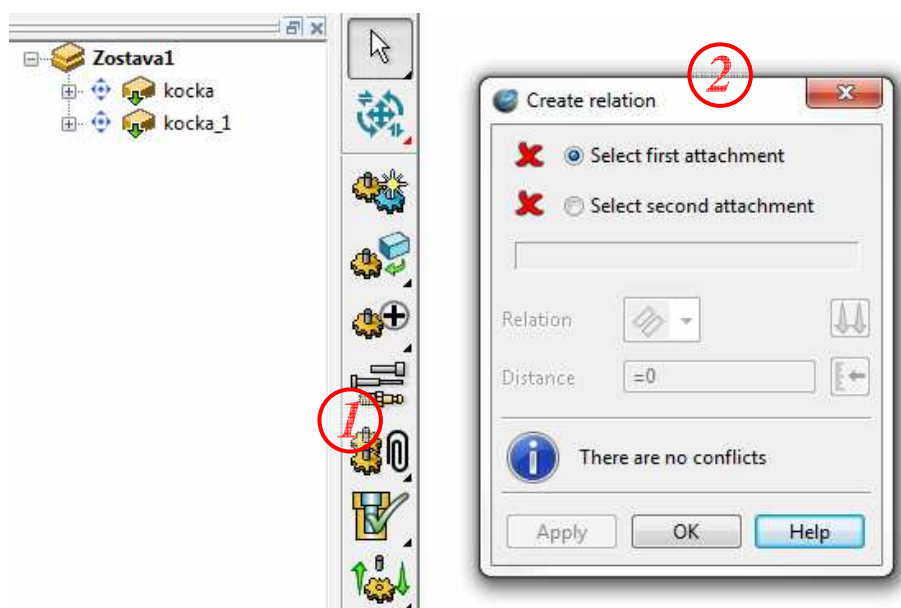 Zostava1
kocka
kocka_1
1
2
Create relation
Select first attachment
Select second attachment
Relation
Distance
=0
There are no conflicts
Apply
OK
Help